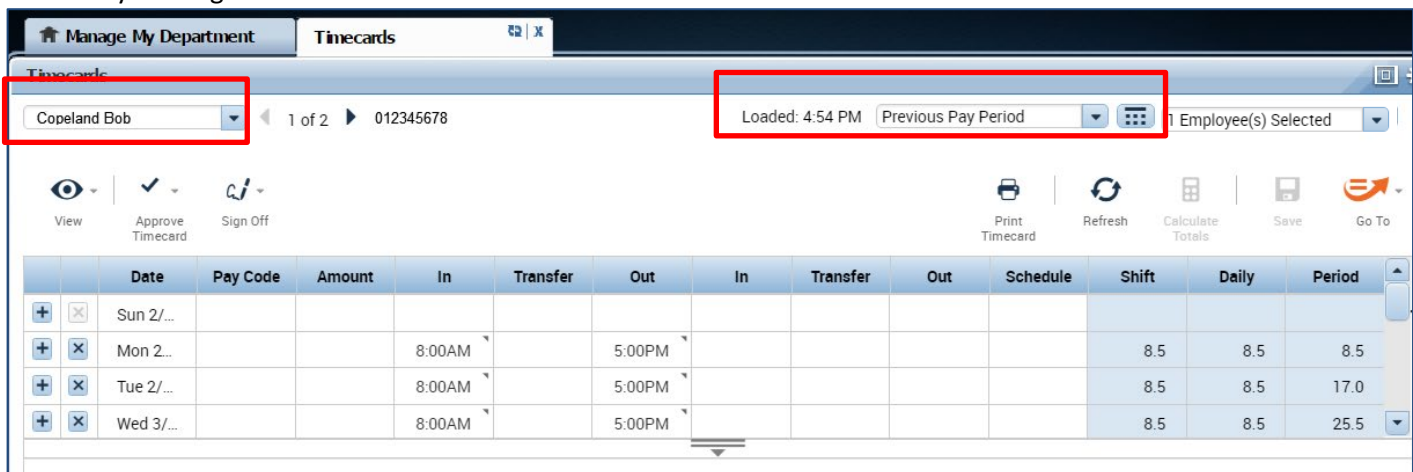 Manage My Department Timecards
Timecards
Copeland Bob 1 of 2 012345678 Loaded: 4:54 PM Previous Pay Period 1 Employee(s) Selected
View Approve Timecard Sign Off Print Timecard Refresh Calculate Totals Save Go To
Date Pay Code Amount In Transfer Out In Transfer Out Schedule Shift Daily Period
Sun 2/...
Mon 2... 8:00AM 5:00PM 8.5 8.5 8.5
Tue 2/... 8:00AM 5:00PM 8.5 8.5 17.0
Wed 3/... 8:00AM 5:00PM 8.5 8.5 25.5